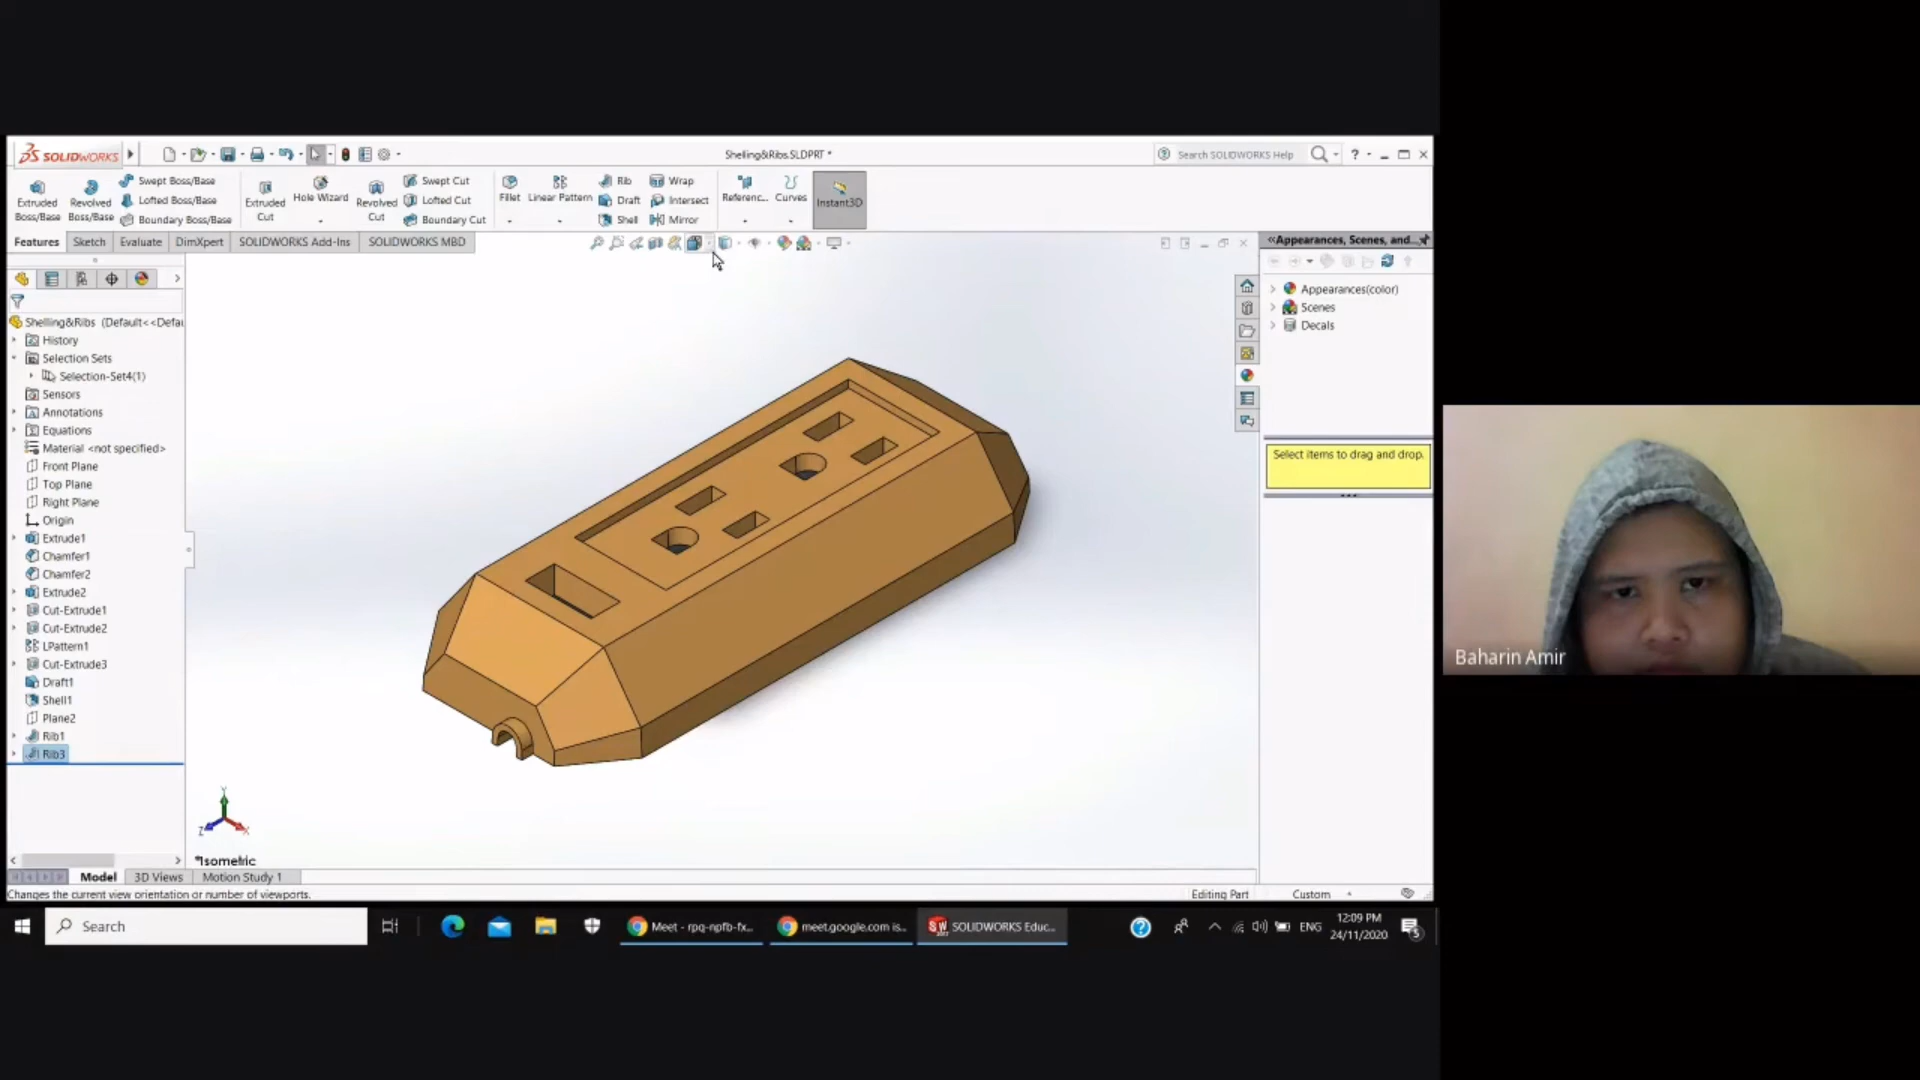 SOLIDWORKS
Shelling&Ribs.SLDPRT *
Search SOLIDWORKS Help
?
Extruded Boss/Base
Revolved Boss/Base
Swept Boss/Base
Lofted Boss/Base
Boundary Boss/Base
Extruded Cut
Hole Wizard
Revolved Cut
Swept Cut
Lofted Cut
Boundary Cut
Fillet
Linear Pattern
Rib
Draft
Shell
Wrap
Intersect
Mirror
Referenc...
Curves
Instant3D
Features
Sketch
Evaluate
DimXpert
SOLIDWORKS Add-Ins
SOLIDWORKS MBD
Shelling&Ribs (Default<<Defau
History
Selection Sets
Selection-Set4(1)
Sensors
Annotations
Equations
Material <not specified>
Front Plane
Top Plane
Right Plane
Origin
Extrude1
Chamfer1
Chamfer2
Extrude2
Cut-Extrude1
Cut-Extrude2
LPattern1
Cut-Extrude3
Draft1
Shell1
Plane2
Rib1
Rib3
Y
Z
X
*Isometric
Model
3D Views
Motion Study 1
Changes the current view orientation or number of viewports.
Editing Part
Custom
«Appearances, Scenes, and...
Appearances(color)
Scenes
Decals
Select items to drag and drop.
Baharin Amir
Search
Meet - rpq-npfb-fx...
meet.google.com is...
SOLIDWORKS Educ...
ENG
12:09 PM
24/11/2020
5